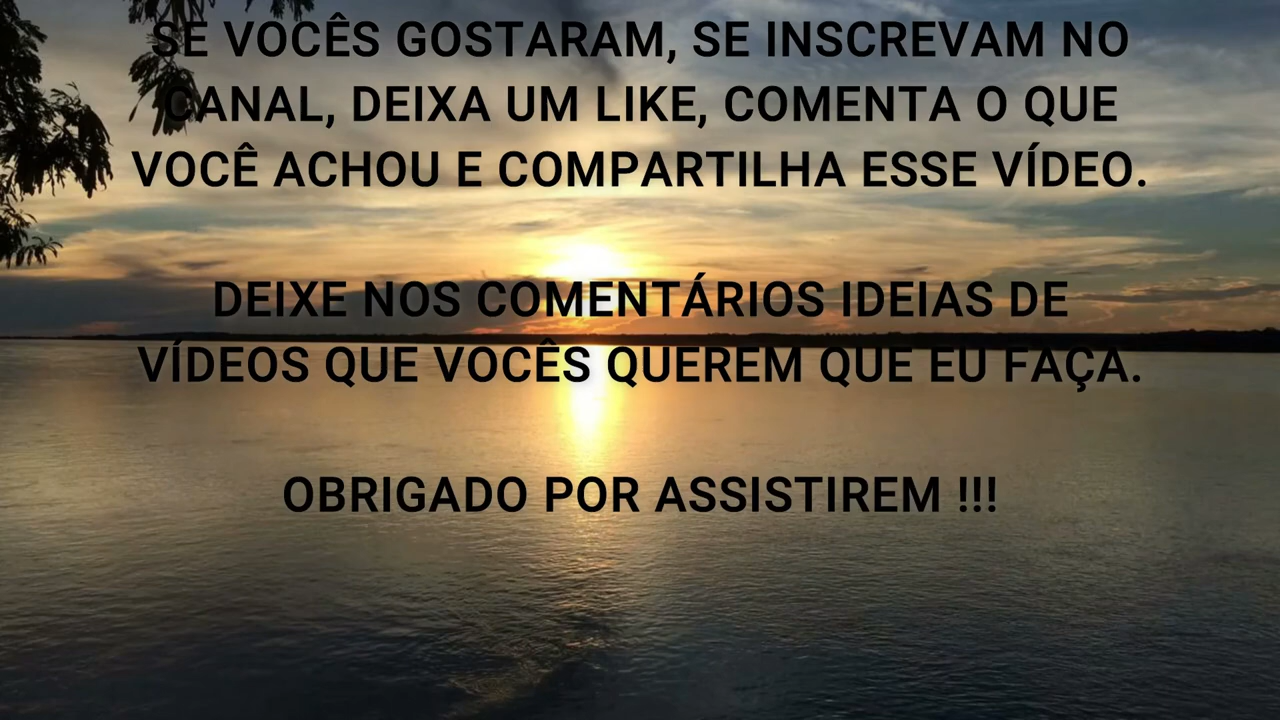 SE VOCÊS GOSTARAM, SE INSCREVAM NO
CANAL, DEIXA UM LIKE, COMENTA O QUE
VOCÊ ACHOU E COMPARTILHA ESSE VÍDEO.
DEIXE NOS COMENTÁRIOS IDEIAS DE
VÍDEOS QUE VOCÊS QUEREM QUE EU FAÇA.
OBRIGADO POR ASSISTIREM !!!